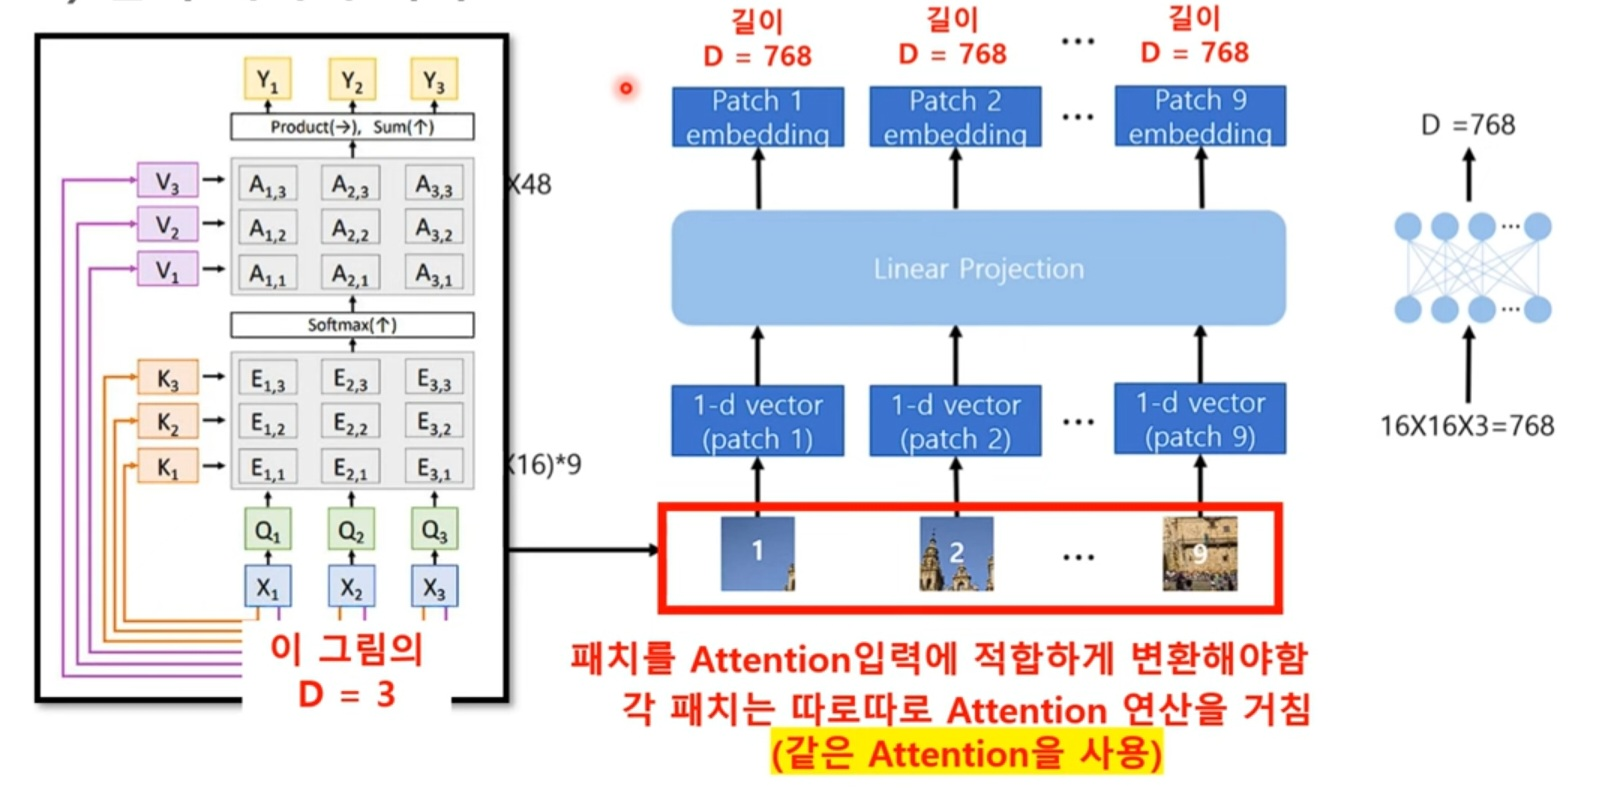 Y1 Y2 Y3
Product(→), Sum(↑)
V3 A1,3 A2,3 A3,3
V2 A1,2 A2,2 A3,2
V1 A1,1 A2,1 A3,1
Softmax(↑)
K3 E1,3 E2,3 E3,3
K2 E1,2 E2,2 E3,2
K1 E1,1 E2,1 E3,1
Q1 Q2 Q3
X1 X2 X3
이 그림의
D = 3
X48
X16)*9
길이 길이 길이
D = 768 D = 768 ... D = 768
Patch 1 Patch 2 ... Patch 9
embedding embedding embedding
Linear Projection
1-d vector 1-d vector ... 1-d vector
(patch 1) (patch 2) (patch 9)
1 2 ... 9
패치를 Attention입력에 적합하게 변환해야함
각 패치는 따로따로 Attention 연산을 거침
(같은 Attention을 사용)
D =768
...
...
16X16X3=768